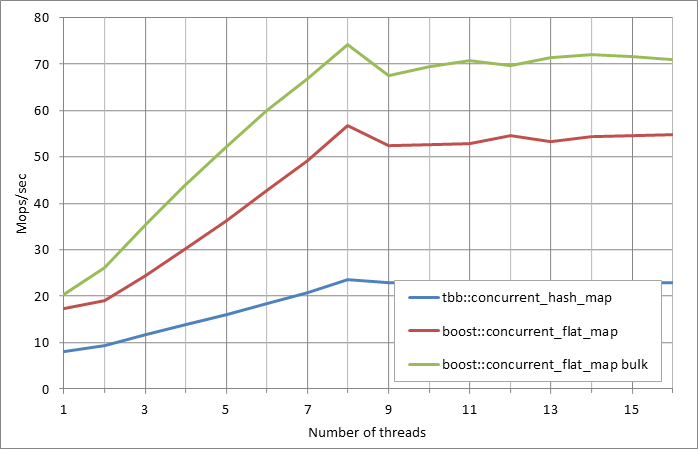 80
70
60
50
40
30
20
10
0
Mops/sec
tbb::concurrent_hash_map
boost::concurrent_flat_map
boost::concurrent_flat_map bulk
1 3 5 7 9 11 13 15
Number of threads